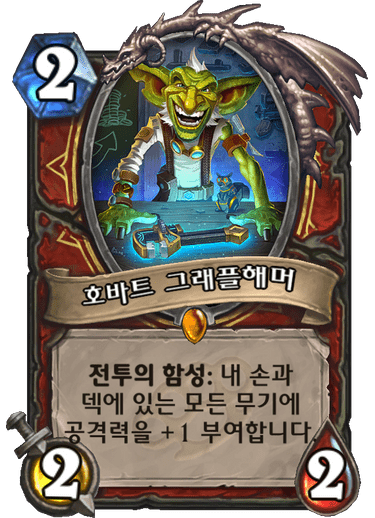 2
호바트 그래플해머
전투의 함성: 내 손과
덱에 있는 모든 무기에
공격력을 +1 부여합니다
2
2